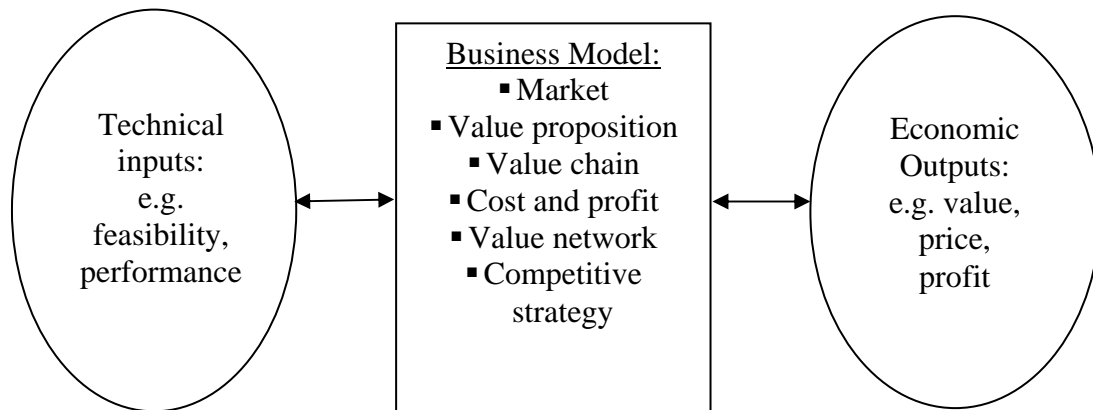 Technical
inputs:
e.g.
feasibility,
performance
Business Model:
▪ Market
▪ Value proposition
▪ Value chain
▪ Cost and profit
▪ Value network
▪ Competitive
strategy
Economic
Outputs:
e.g. value,
price,
profit